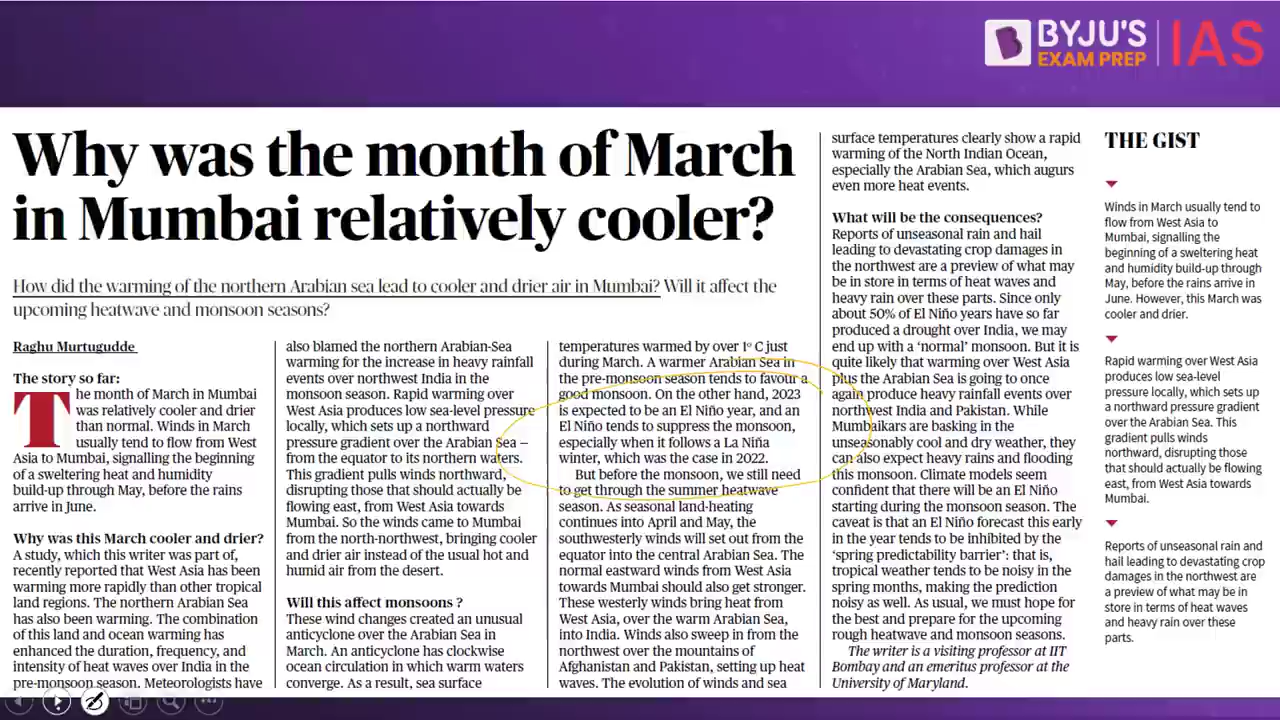 BYJU'S
EXAM PREP
IAS
Why was the month of March
in Mumbai relatively cooler?
How did the warming of the northern Arabian sea lead to cooler and drier air in Mumbai? Will it affect the
upcoming heatwave and monsoon seasons?
Raghu Murtugudde
The story so far:
The month of March in Mumbai
was relatively cooler and drier
than normal. Winds in March
usually tend to flow from West
Asia to Mumbai, signalling the beginning
of a sweltering heat and humidity
build-up through May, before the rains
arrive in June.
Why was this March cooler and drier?
A study, which this writer was part of,
recently reported that West Asia has been
warming more rapidly than other tropical
land regions. The northern Arabian Sea
has also been warming. The combination
of this land and ocean warming has
enhanced the duration, frequency, and
intensity of heat waves over India in the
pre-monsoon season. Meteorologists have
also blamed the northern Arabian-Sea
warming for the increase in heavy rainfall
events over northwest India in the
monsoon season. Rapid warming over
West Asia produces low sea-level pressure
locally, which sets up a northward
pressure gradient over the Arabian Sea –
from the equator to its northern waters.
This gradient pulls winds northward,
disrupting those that should actually be
flowing east, from West Asia towards
Mumbai. So the winds came to Mumbai
from the north-northwest, bringing cooler
and drier air instead of the usual hot and
humid air from the desert.
Will this affect monsoons ?
These wind changes created an unusual
anticyclone over the Arabian Sea in
March. An anticyclone has clockwise
ocean circulation in which warm waters
converge. As a result, sea surface
temperatures warmed by over 1º C just
during March. A warmer Arabian Sea in
the pre-monsoon season tends to favour a
good monsoon. On the other hand, 2023
is expected to be an El Niño year, and an
El Niño tends to suppress the monsoon,
especially when it follows a La Niña
winter, which was the case in 2022.
But before the monsoon, we still need
to get through the summer heatwave
season. As seasonal land-heating
continues into April and May, the
southwesterly winds will set out from the
equator into the central Arabian Sea. The
normal eastward winds from West Asia
towards Mumbai should also get stronger.
These westerly winds bring heat from
West Asia, over the warm Arabian Sea,
into India. Winds also sweep in from the
northwest over the mountains of
Afghanistan and Pakistan, setting up heat
waves. The evolution of winds and sea
surface temperatures clearly show a rapid
warming of the North Indian Ocean,
especially the Arabian Sea, which augurs
even more heat events.
What will be the consequences?
Reports of unseasonal rain and hail
leading to devastating crop damages in
the northwest are a preview of what may
be in store in terms of heat waves and
heavy rain over these parts. Since only
about 50% of El Niño years have so far
produced a drought over India, we may
end up with a ‘normal’ monsoon. But it is
quite likely that warming over West Asia
plus the Arabian Sea is going to once
again produce heavy rainfall events over
northwest India and Pakistan. While
Mumbaikars are basking in the
unseasonably cool and dry weather, they
can also expect heavy rains and flooding
this monsoon. Climate models seem
confident that there will be an El Niño
starting during the monsoon season. The
caveat is that an El Niño forecast this early
in the year tends to be inhibited by the
‘spring predictability barrier’: that is,
tropical weather tends to be noisy in the
spring months, making the prediction
noisy as well. As usual, we must hope for
the best and prepare for the upcoming
rough heatwave and monsoon seasons.
The writer is a visiting professor at IIT
Bombay and an emeritus professor at the
University of Maryland.
THE GIST
Winds in March usually tend to
flow from West Asia to
Mumbai, signalling the
beginning of a sweltering heat
and humidity build-up through
May, before the rains arrive in
June. However, this March was
cooler and drier.
Rapid warming over West Asia
produces low sea-level
pressure locally, which sets up
a northward pressure gradient
over the Arabian Sea. This
gradient pulls winds
northward, disrupting those
that should actually be flowing
east, from West Asia towards
Mumbai.
Reports of unseasonal rain and
hail leading to devastating crop
damages in the northwest are
a preview of what may be in
store in terms of heat waves
and heavy rain over these
parts.